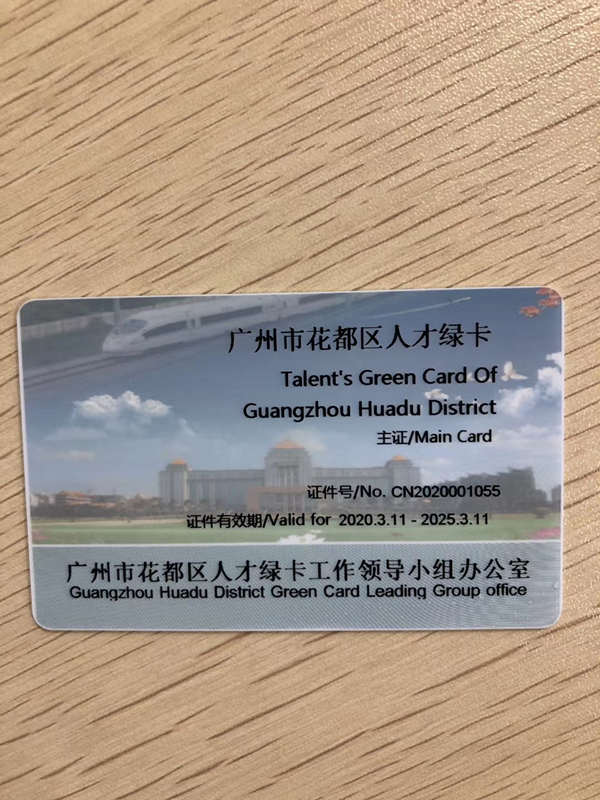 广州市花都区人才绿卡
Talent's Green Card Of
Guangzhou Huadu District
主证/Main Card
证件号/No. CN2020001055
证件有效期/Valid for 2020.3.11 - 2025.3.11
广州市花都区人才绿卡工作领导小组办公室
Guangzhou Huadu District Green Card Leading Group office